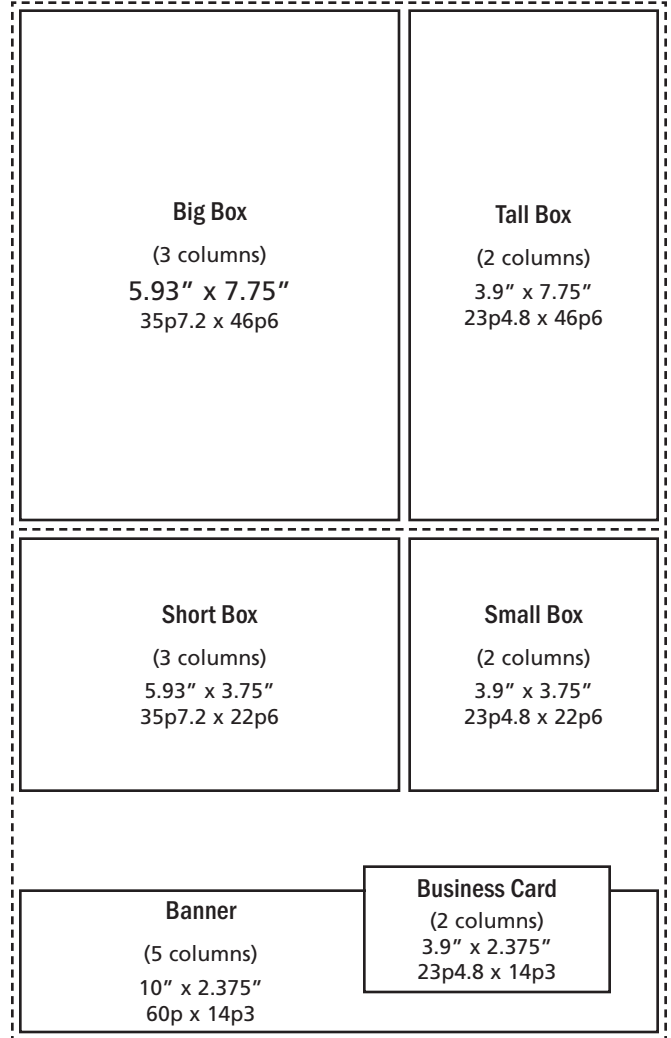 Big Box
(3 columns)
5.93” x 7.75”
35p7.2 x 46p6
Tall Box
(2 columns)
3.9” x 7.75”
23p4.8 x 46p6
Short Box
(3 columns)
5.93” x 3.75”
35p7.2 x 22p6
Small Box
(2 columns)
3.9” x 3.75”
23p4.8 x 22p6
Banner
(5 columns)
10” x 2.375”
60p x 14p3
Business Card
(2 columns)
3.9” x 2.375”
23p4.8 x 14p3